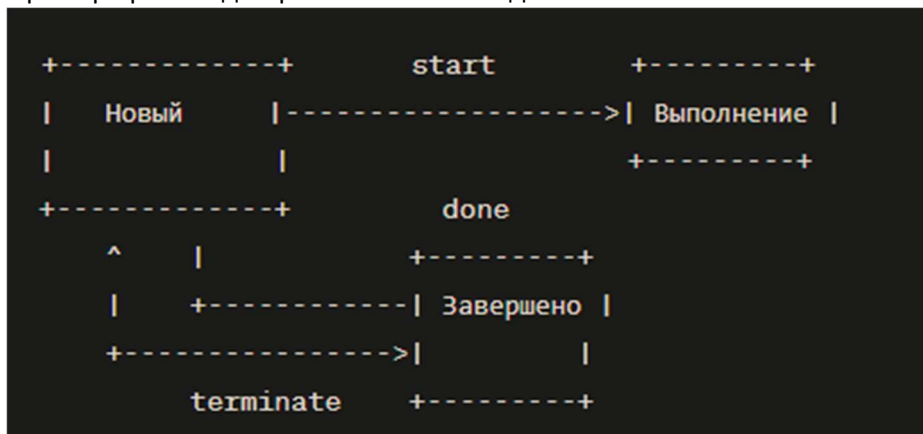 +-------------+        start         +---------+
|   Новый     |-------------------->| Выполнение |
|             |                      +---------+
+-------------+          done
    ^    |             +---------+
    |    +-------------| Завершено |
    +----------------->|          |
         terminate     +---------+